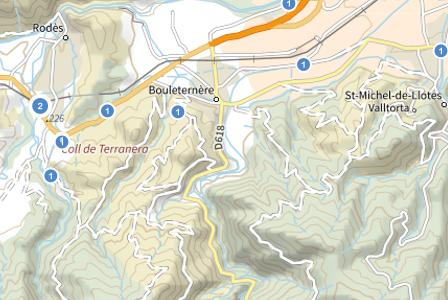 1
Rodès
1
1
2
1
Bouleternère
1
St-Michel-de-Llotes
Valltorta
1226
1
Coll de Terranera
D618
1